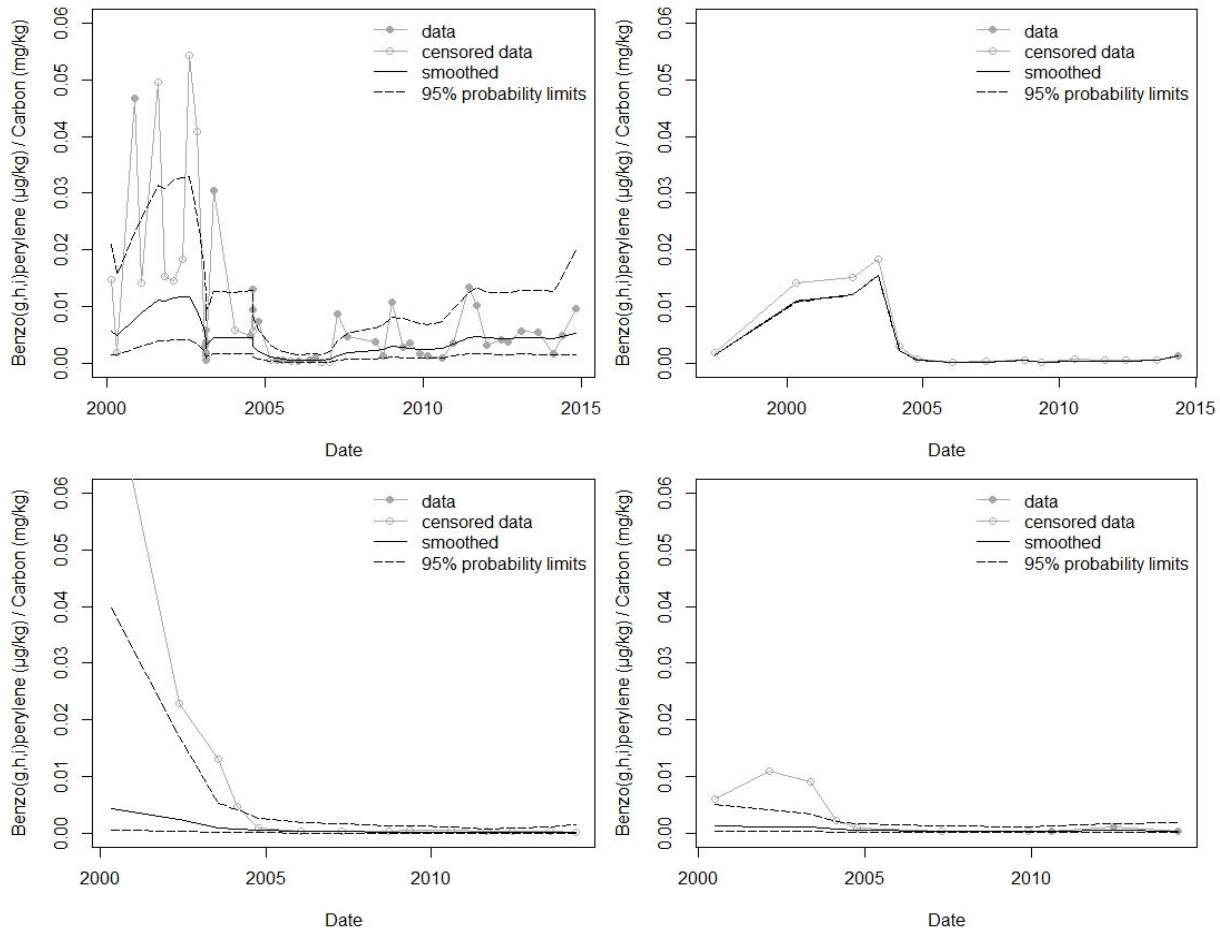 Benzo(g,h,i)perylene (µg/kg) / Carbon (mg/kg)
0.06
0.05
0.04
0.03
0.02
0.01
0.00
data
censored data
smoothed
95% probability limits
2000 2005 2010 2015
Date
Benzo(g,h,i)perylene (µg/kg) / Carbon (mg/kg)
0.06
0.05
0.04
0.03
0.02
0.01
0.00
data
censored data
smoothed
95% probability limits
2000 2005 2010 2015
Date
Benzo(g,h,i)perylene (µg/kg) / Carbon (mg/kg)
0.06
0.05
0.04
0.03
0.02
0.01
0.00
data
censored data
smoothed
95% probability limits
2000 2005 2010
Date
Benzo(g,h,i)perylene (µg/kg) / Carbon (mg/kg)
0.06
0.05
0.04
0.03
0.02
0.01
0.00
data
censored data
smoothed
95% probability limits
2000 2005 2010
Date